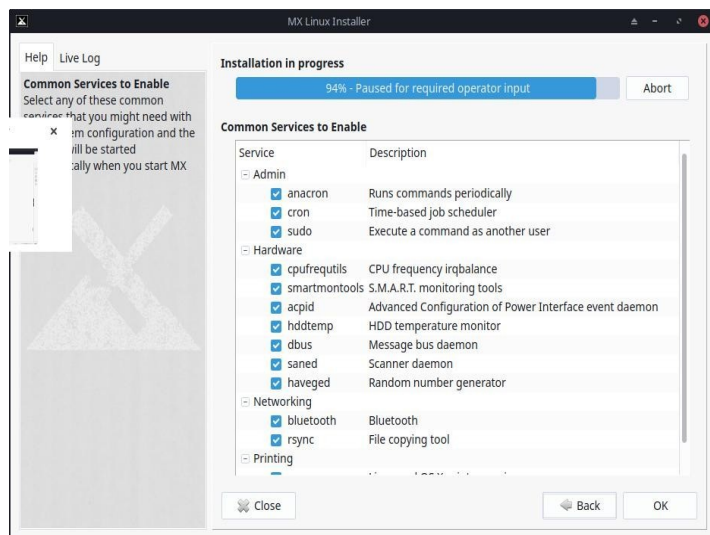 MX Linux Installer
Help Live Log
Common Services to Enable
Select any of these common
services that you might need with
em configuration and the
ill be started
cally when you start MX
Installation in progress
94% - Paused for required operator input
Abort
Common Services to Enable
Service Description
Admin
anacron Runs commands periodically
cron Time-based job scheduler
sudo Execute a command as another user
Hardware
cpufrequtils CPU frequency irqbalance
smartmontools S.M.A.R.T. monitoring tools
acpid Advanced Configuration of Power Interface event daemon
hddtemp HDD temperature monitor
dbus Message bus daemon
saned Scanner daemon
haveged Random number generator
Networking
bluetooth Bluetooth
rsync File copying tool
Printing
Close Back OK